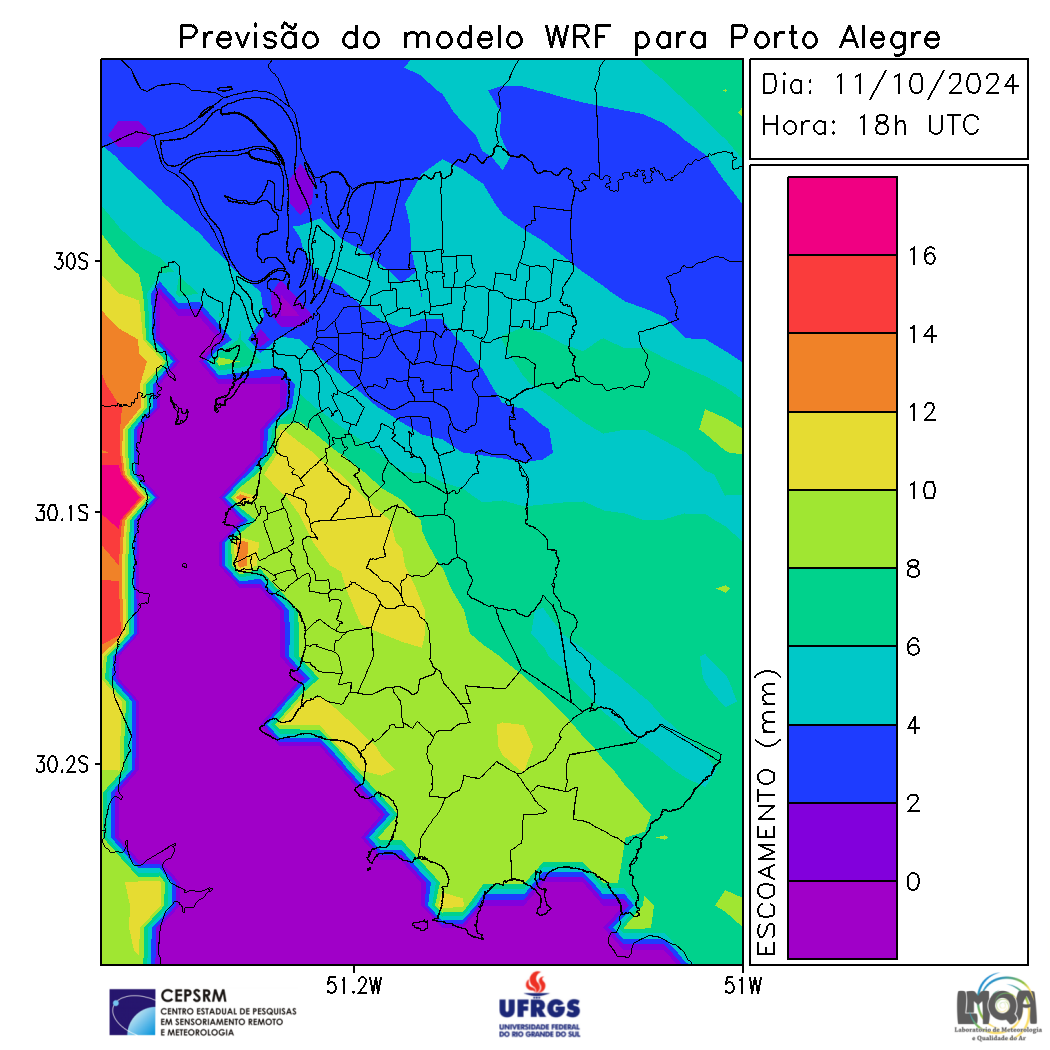 Previsão do modelo WRF para Porto Alegre
Dia: 11/10/2024
Hora: 18h UTC
30S
30.1S
30.2S
51.2W
51W
ESCOAMENTO (mm)
16
14
12
10
8
6
4
2
0
CEPSRM
CENTRO ESTADUAL DE PESQUISAS
EM SENSORIAMENTO REMOTO
E METEOROLOGIA
UFRGS
UNIVERSIDADE FEDERAL
DO RIO GRANDE DO SUL
LMQA
Laboratório de Meteorologia
e Qualidade do Ar